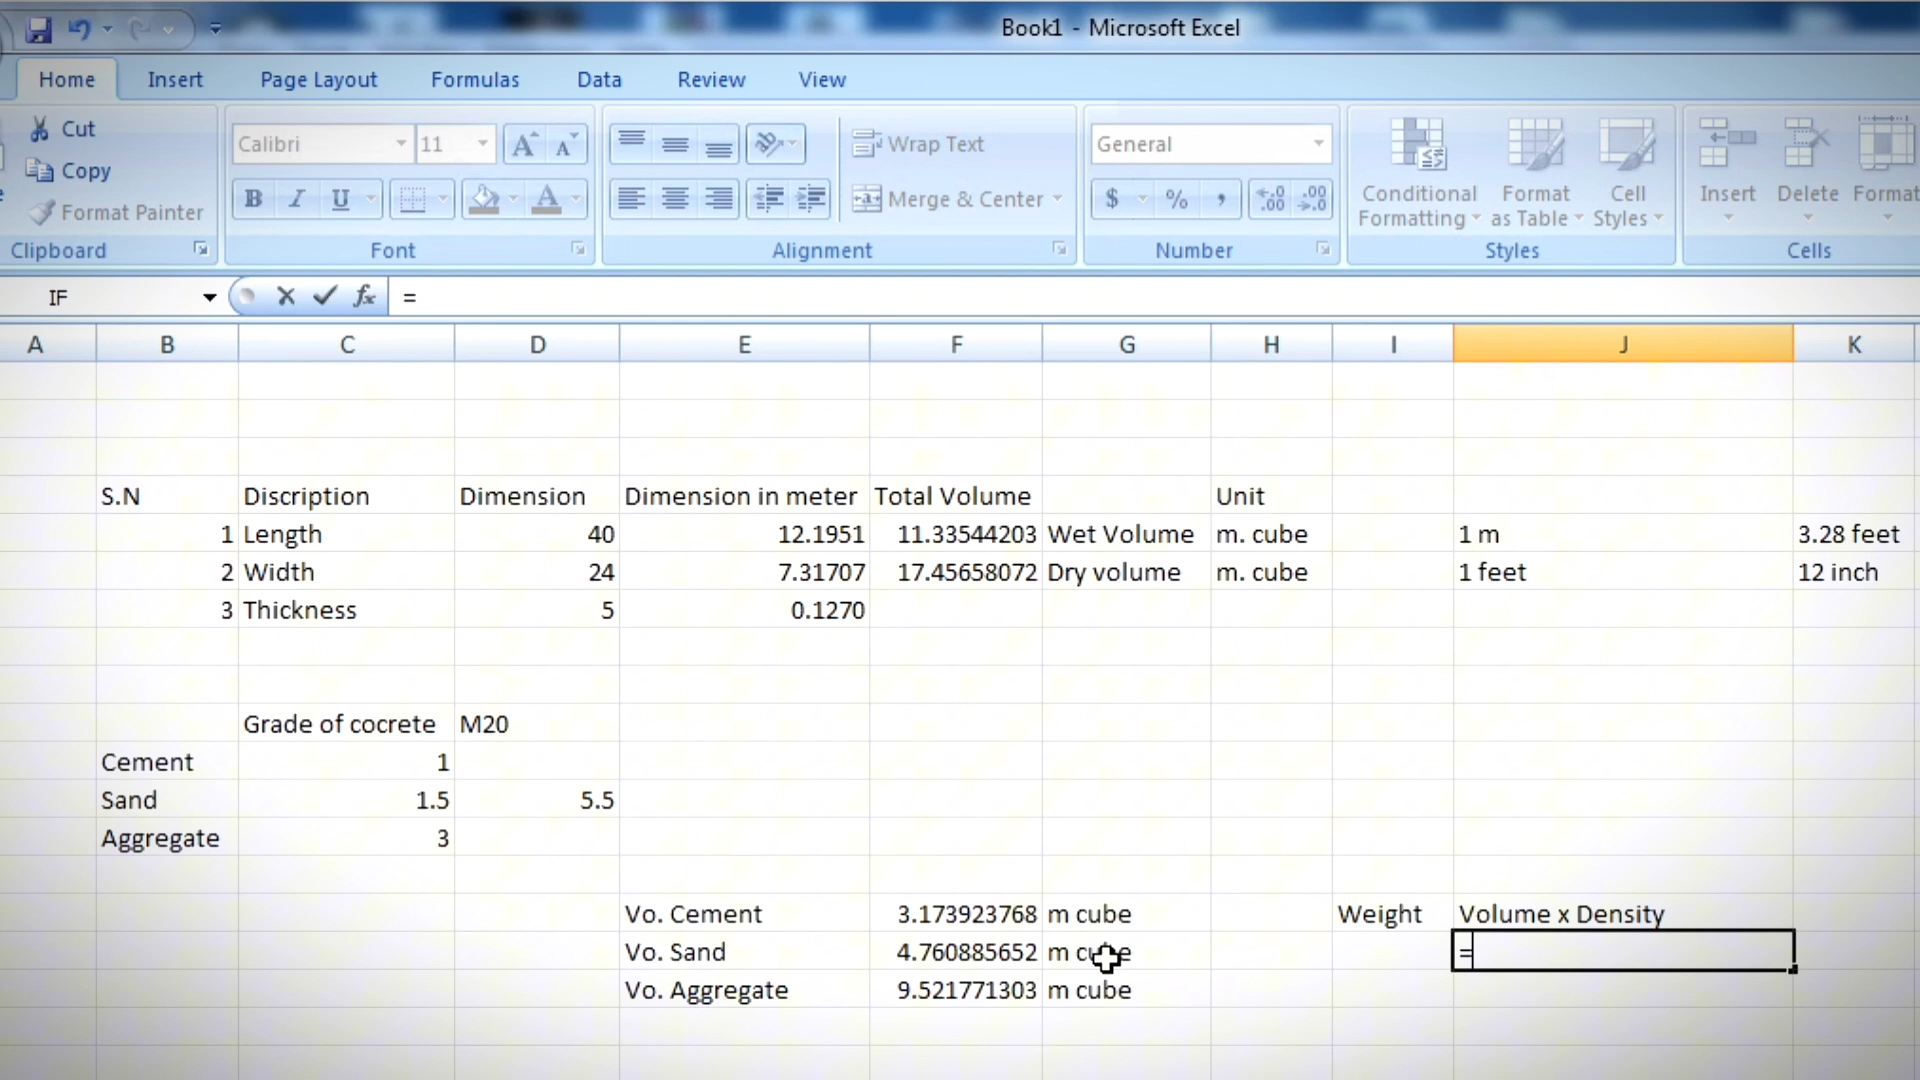 Book1 - Microsoft Excel
Home Insert Page Layout Formulas Data Review View
Cut
Copy
Format Painter
Clipboard
Calibri 11
B I U
Font
Wrap Text
Merge & Center
Alignment
General
$ % ,
Number
Conditional Formatting
Format as Table
Cell Styles
Styles
Insert Delete Format
Cells
IF fx =
A B C D E F G H I J K
S.N Discription Dimension Dimension in meter Total Volume Unit
1 Length 40 12.1951 11.33544203 Wet Volume m. cube 1 m 3.28 feet
2 Width 24 7.31707 17.45658072 Dry volume m. cube 1 feet 12 inch
3 Thickness 5 0.1270
Grade of cocrete M20
Cement 1
Sand 1.5 5.5
Aggregate 3
Vo. Cement 3.173923768 m cube Weight Volume x Density
Vo. Sand 4.760885652 m cube =
Vo. Aggregate 9.521771303 m cube